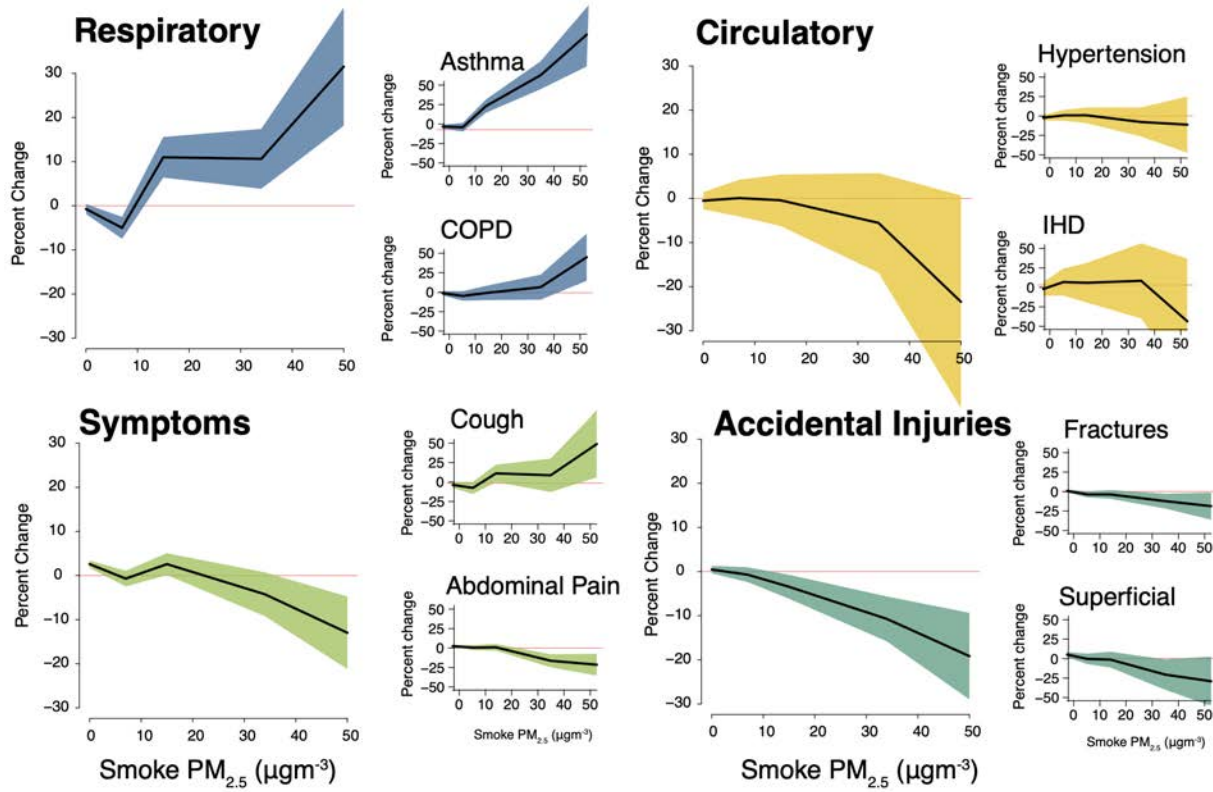 Respiratory
Percent Change
30
20
10
0
−10
−20
−30
0 10 20 30 40 50
Asthma
Percent change
50
25
0
−25
−50
0 10 20 30 40 50
COPD
Percent change
50
25
0
−25
−50
0 10 20 30 40 50
Circulatory
Percent Change
30
20
10
0
−10
−20
−30
0 10 20 30 40 50
Hypertension
Percent change
50
25
0
−25
−50
0 10 20 30 40 50
IHD
Percent change
50
25
0
−25
−50
0 10 20 30 40 50
Symptoms
Percent Change
30
20
10
0
−10
−20
−30
0 10 20 30 40 50
Smoke PM2.5 (µgm-3)
Cough
Percent change
50
25
0
−25
−50
0 10 20 30 40 50
Abdominal Pain
Percent change
50
25
0
−25
−50
0 10 20 30 40 50
Smoke PM2.5 (µgm-3)
Accidental Injuries
Percent Change
30
20
10
0
−10
−20
−30
0 10 20 30 40 50
Smoke PM2.5 (µgm-3)
Fractures
Percent change
50
25
0
−25
−50
0 10 20 30 40 50
Superficial
Percent change
50
25
0
−25
−50
0 10 20 30 40 50
Smoke PM2.5 (µgm-3)